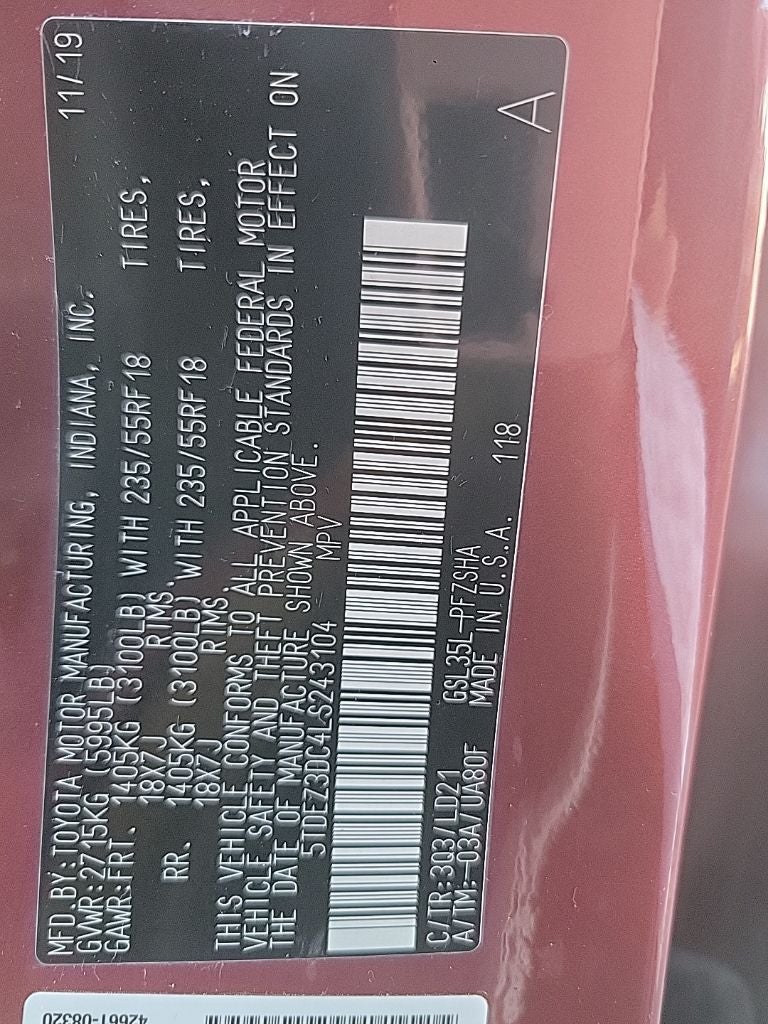 MFD. BY: TOYOTA MOTOR MANUFACTURING, INDIANA, INC. 11/19
GVWR: 2715KG (5995LB)
GAWR: FRT. 1405KG (3100LB) WITH 235/55RF18 TIRES,
18X7J RIMS.
RR. 1405KG (3100LB) WITH 235/55RF18 TIRES,
18X7J RIMS,
THIS VEHICLE CONFORMS TO ALL APPLICABLE FEDERAL MOTOR
VEHICLE SAFETY AND THEFT PREVENTION STANDARDS IN EFFECT ON
THE DATE OF MANUFACTURE SHOWN ABOVE.
5TDEZ3DC4LS243104 MPV
C/TR: 3Q3/LD21 GSL35L-PFZSHA
A/TM: -03A/UA80F MADE IN U.S.A. 118 A
42661-08320